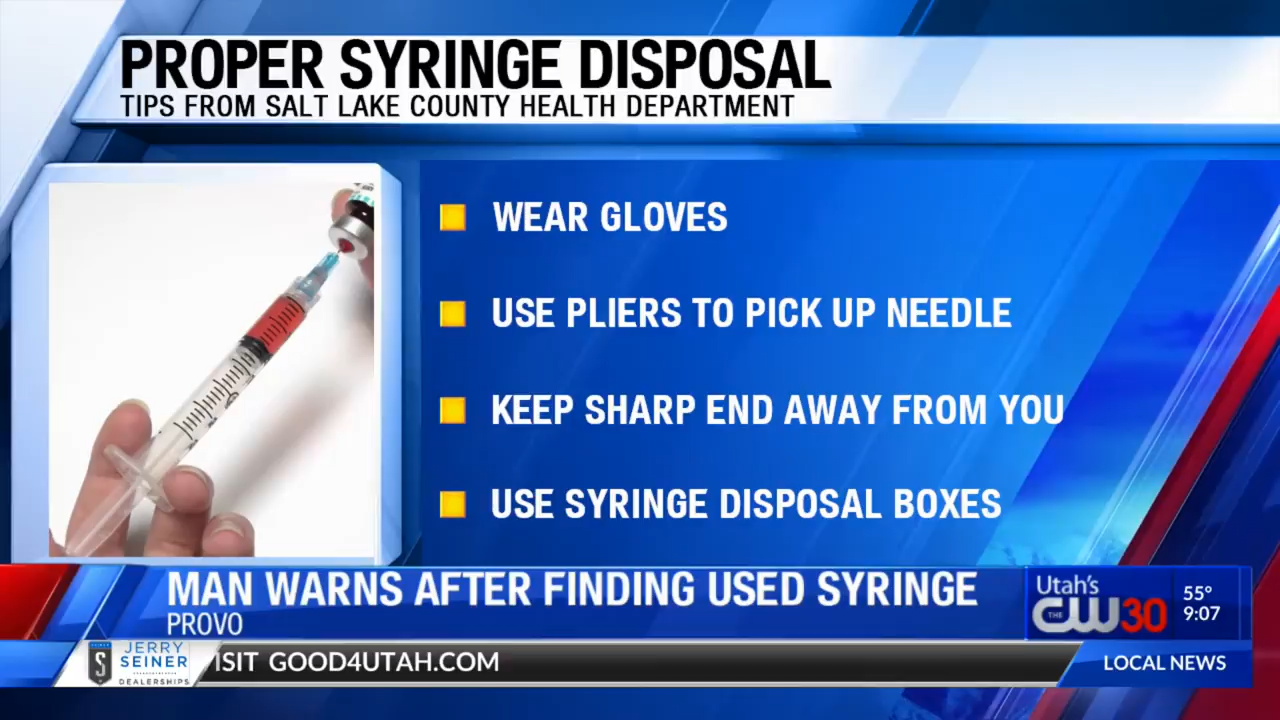 PROPER SYRINGE DISPOSAL
TIPS FROM SALT LAKE COUNTY HEALTH DEPARTMENT
WEAR GLOVES
USE PLIERS TO PICK UP NEEDLE
KEEP SHARP END AWAY FROM YOU
USE SYRINGE DISPOSAL BOXES
MAN WARNS AFTER FINDING USED SYRINGE
PROVO
Utah's
THE CW30
55°
9:07
S
JERRY
SEINER
DEALERSHIPS
ISIT GOOD4UTAH.COM
LOCAL NEWS